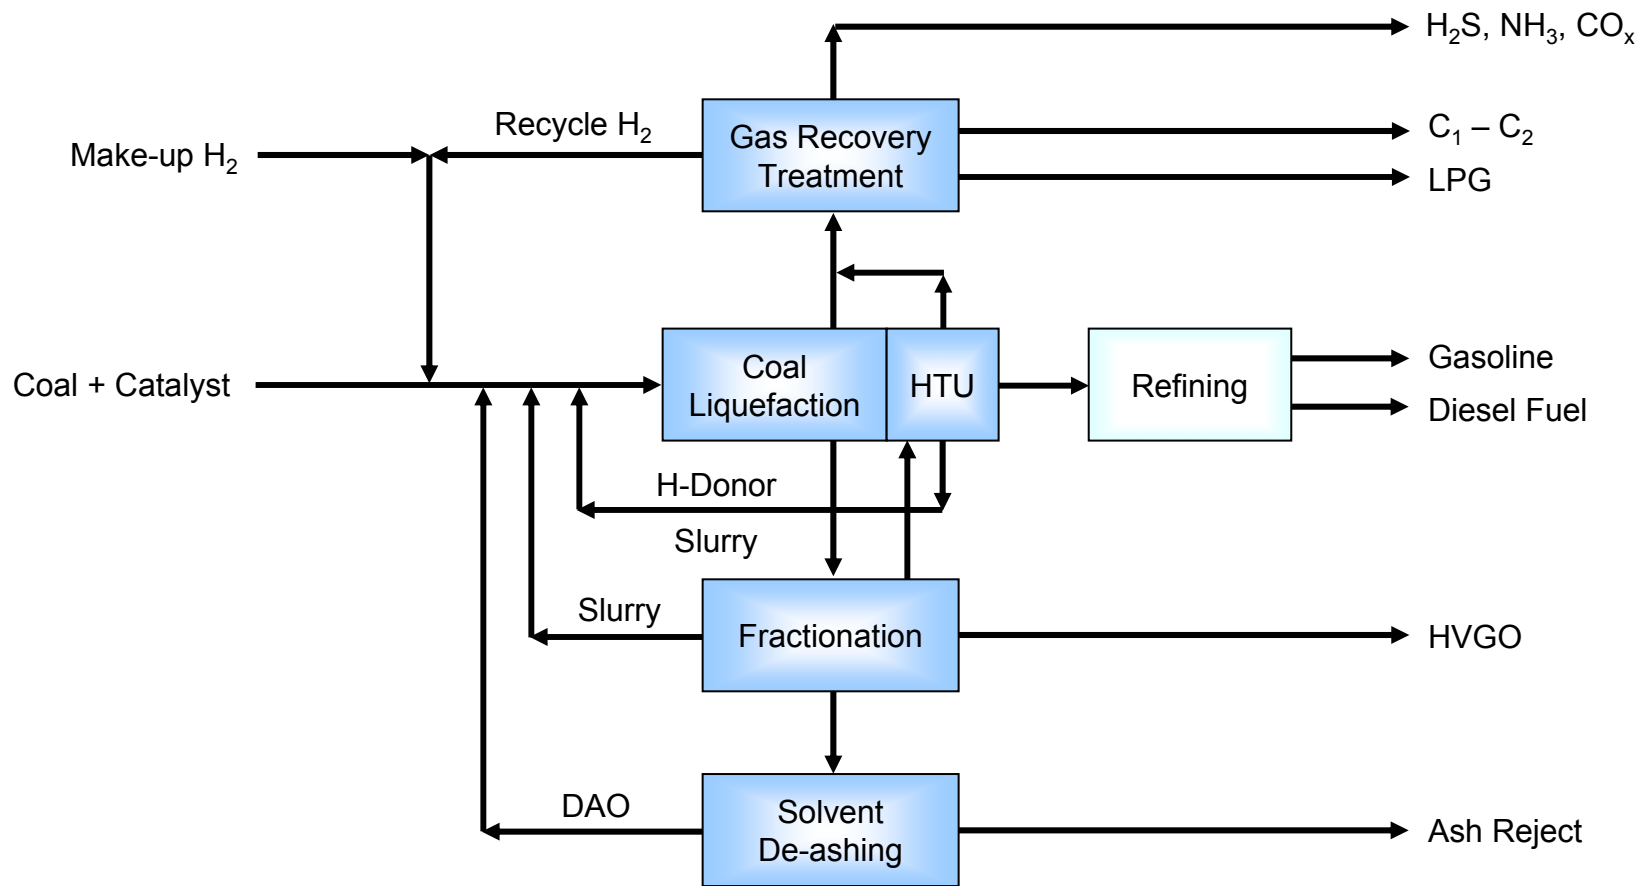 H₂S, NH₃, COₓ
Recycle H₂
Gas Recovery
Treatment
C₁ – C₂
Make-up H₂
LPG
Coal + Catalyst
Coal
Liquefaction
HTU
Refining
Gasoline
Diesel Fuel
H-Donor
Slurry
Slurry
Fractionation
HVGO
DAO
Solvent
De-ashing
Ash Reject